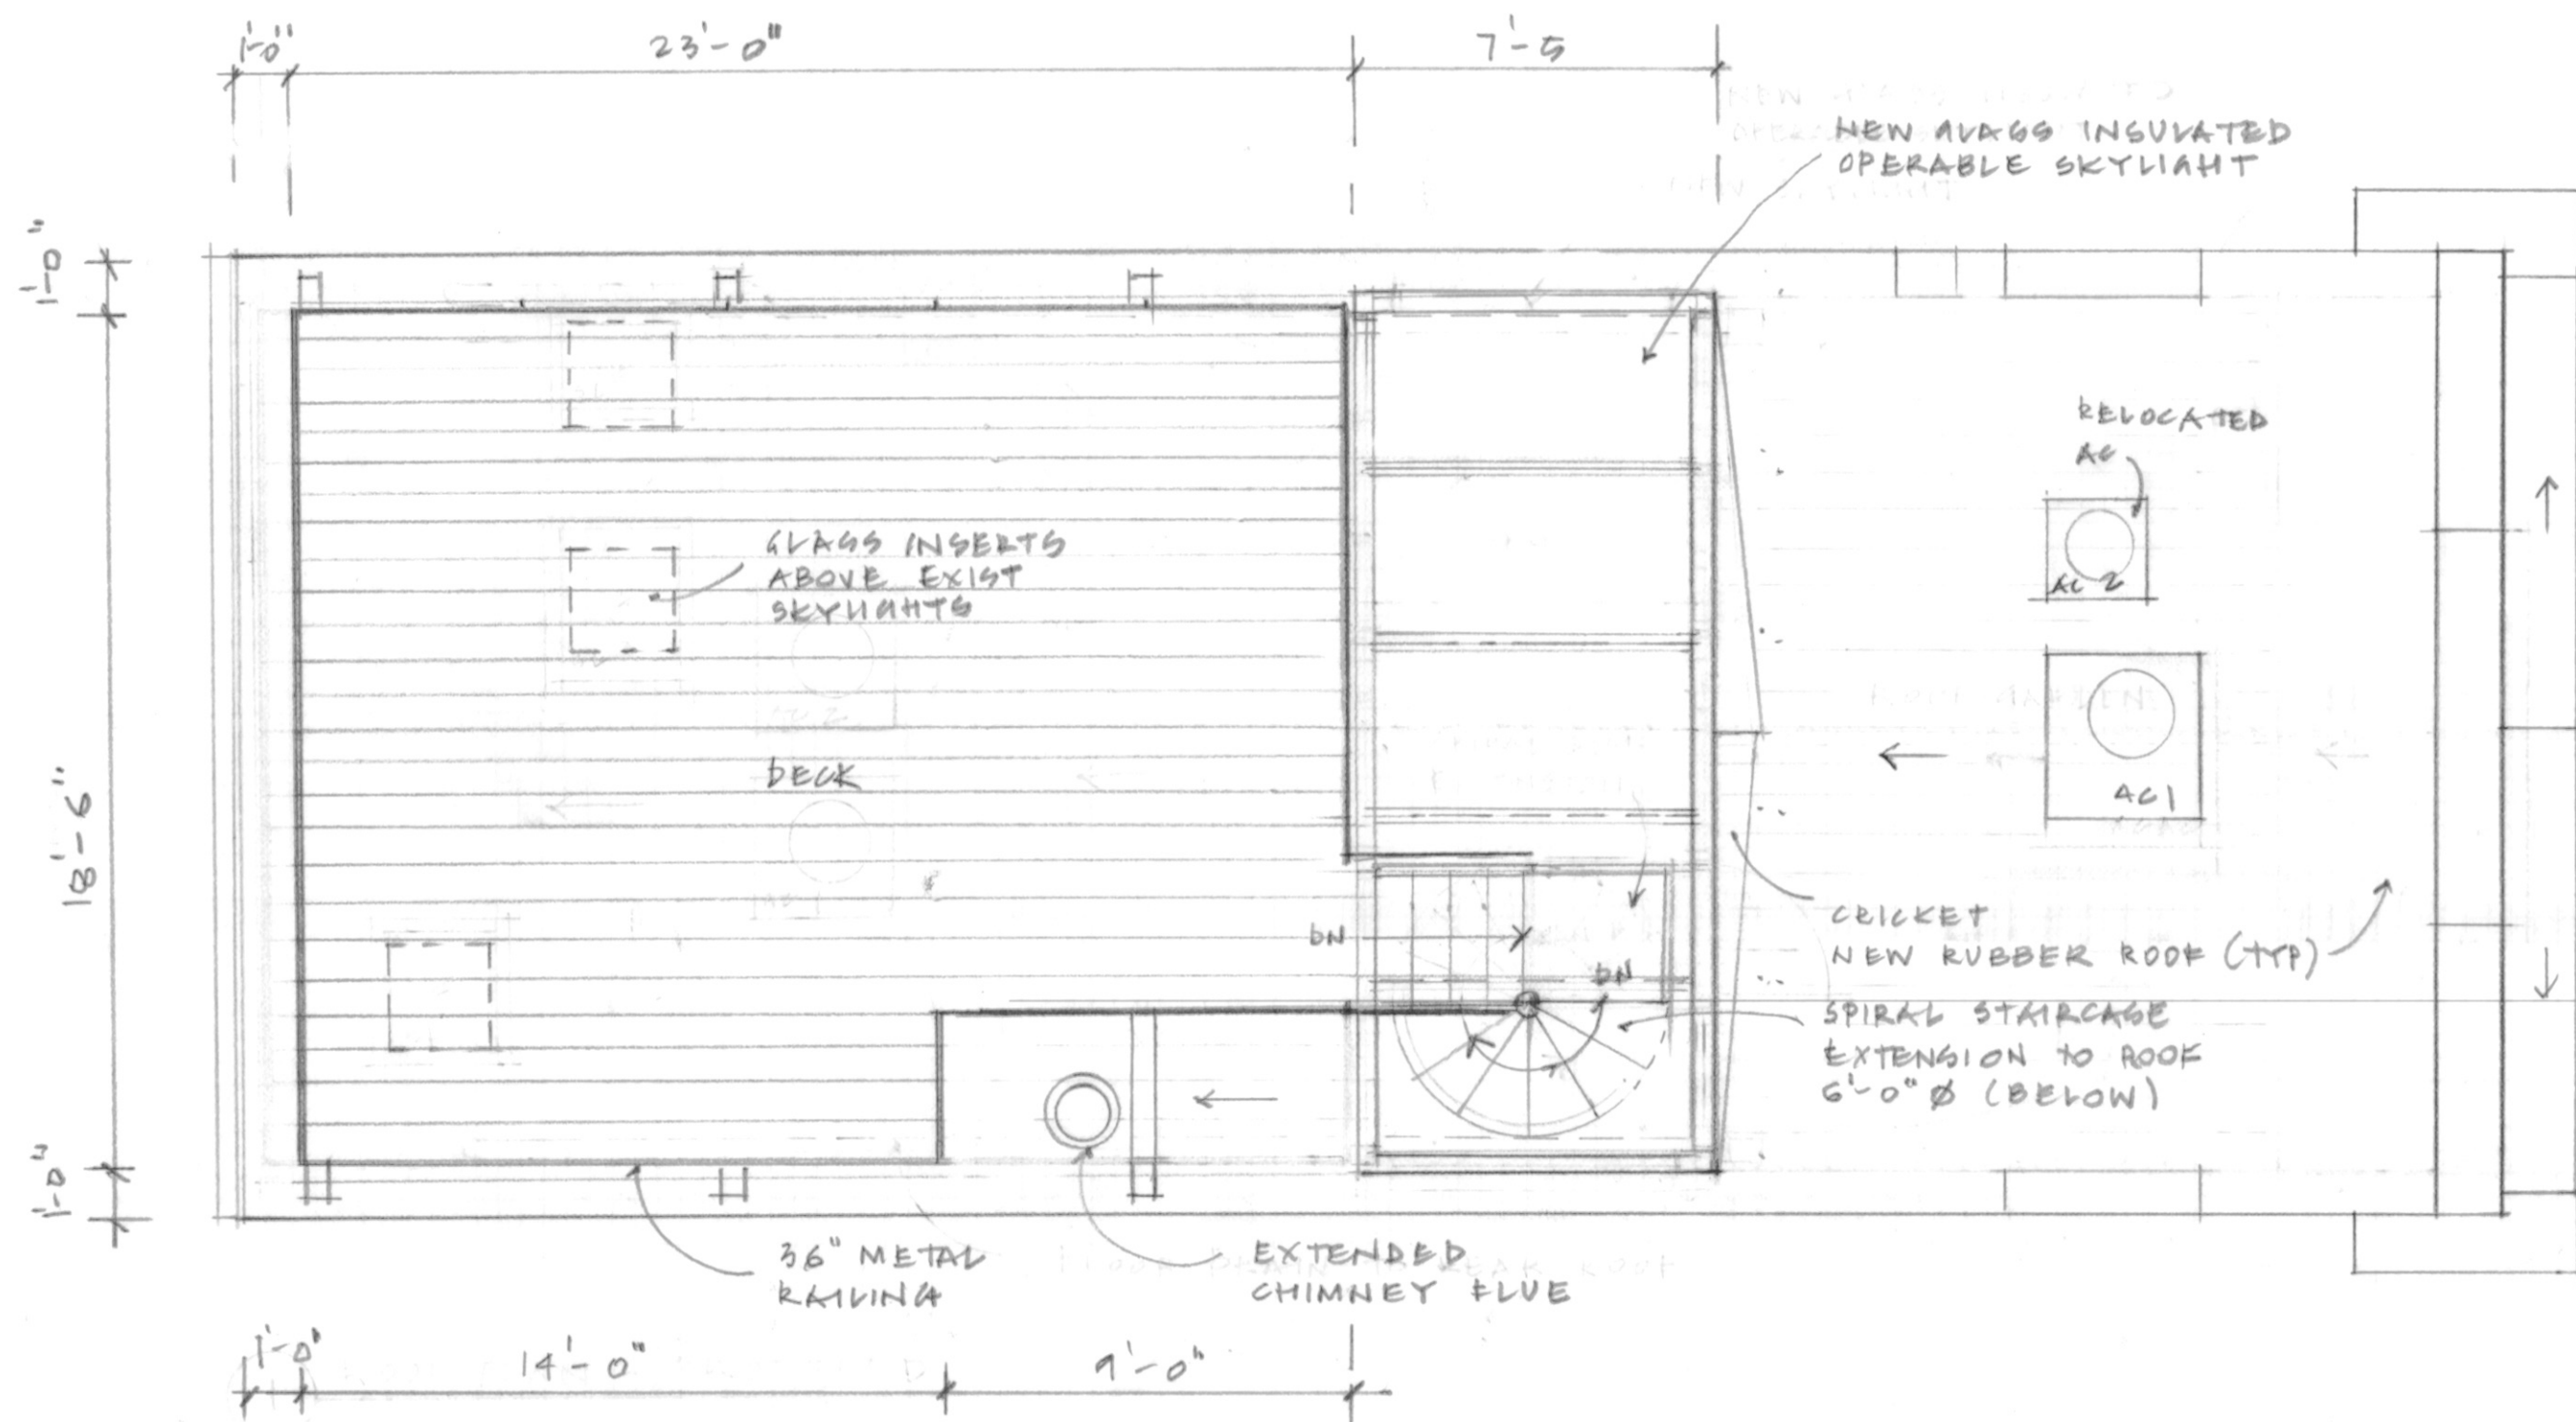 1'-0"
23'-0"
7'-5
NEW GLASS INSULATED
OPERABLE SKYLIGHT
1'-0"
RELOCATED
AC
AC 2
GLASS INSERTS
ABOVE EXIST
SKYLIGHTS
DECK
AC 1
18'-6"
DN
DN
CRICKET
NEW RUBBER ROOF (TYP)
SPIRAL STAIRCASE
EXTENSION TO ROOF
6'-0" Ø (BELOW)
1'-0"
36" METAL
RAILING
EXTENDED
CHIMNEY FLUE
1'-0"
14'-0"
9'-0"